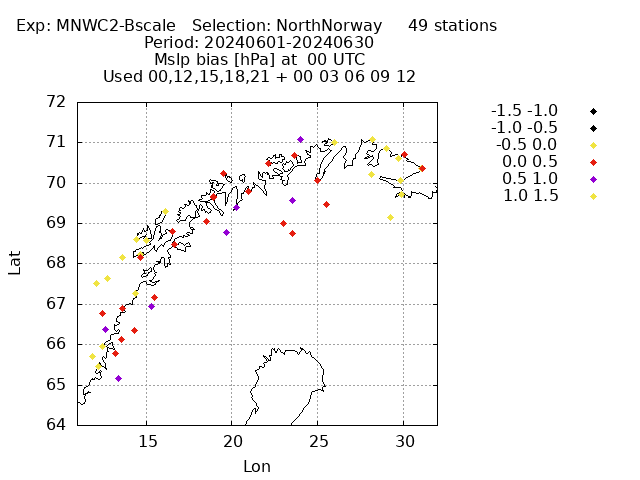 Exp: MNWC2-Bscale   Selection: NorthNorway     49 stations
Period: 20240601-20240630
Mslp bias [hPa] at  00 UTC
Used 00,12,15,18,21 + 00 03 06 09 12
-1.5 -1.0
-1.0 -0.5
-0.5 0.0
0.0 0.5
0.5 1.0
1.0 1.5
72
71
70
69
68
67
66
65
64
Lat
15 20 25 30
Lon